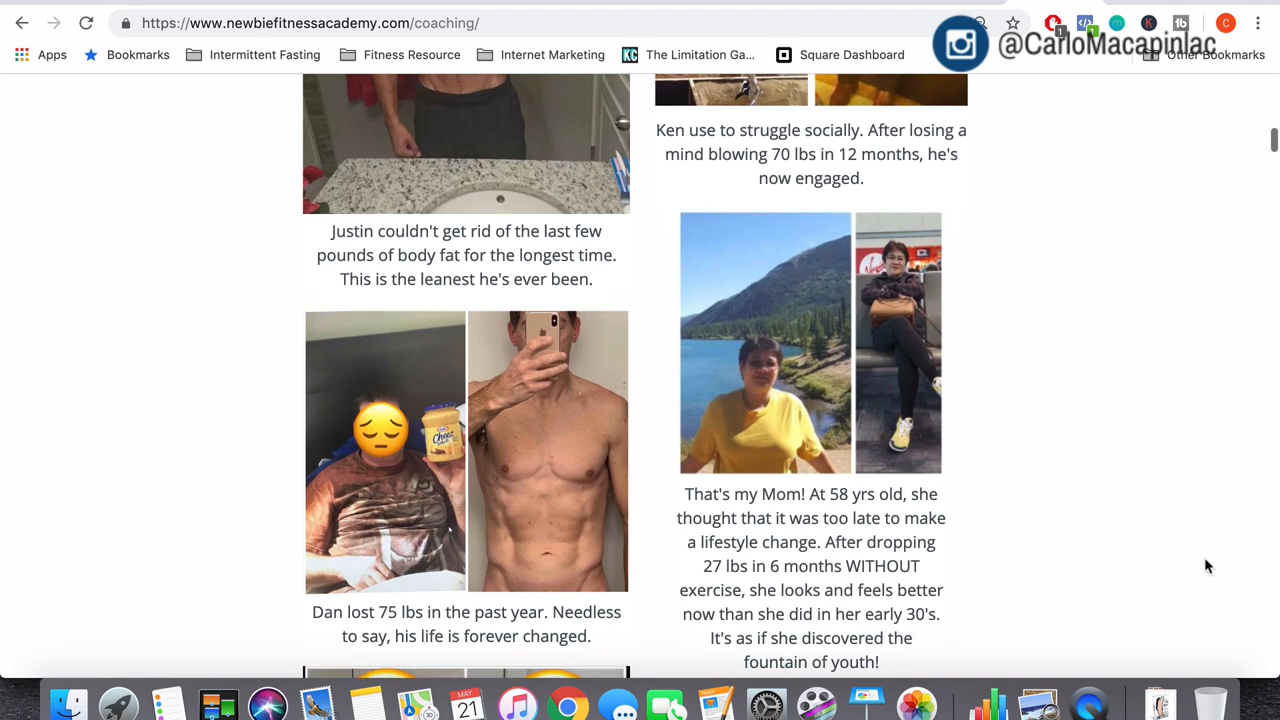 https://www.newbiefitnessacademy.com/coaching/
@CarloMacapinlac
Apps
Bookmarks
Intermittent Fasting
Fitness Resource
Internet Marketing
KC
The Limitation Ga...
Square Dashboard
Other Bookmarks
Ken use to struggle socially. After losing a
mind blowing 70 lbs in 12 months, he's
now engaged.
Justin couldn't get rid of the last few
pounds of body fat for the longest time.
This is the leanest he's ever been.
Cheez
That's my Mom! At 58 yrs old, she
thought that it was too late to make
a lifestyle change. After dropping
27 lbs in 6 months WITHOUT
exercise, she looks and feels better
now than she did in her early 30's.
It's as if she discovered the
fountain of youth!
Dan lost 75 lbs in the past year. Needless
to say, his life is forever changed.
MAY
21